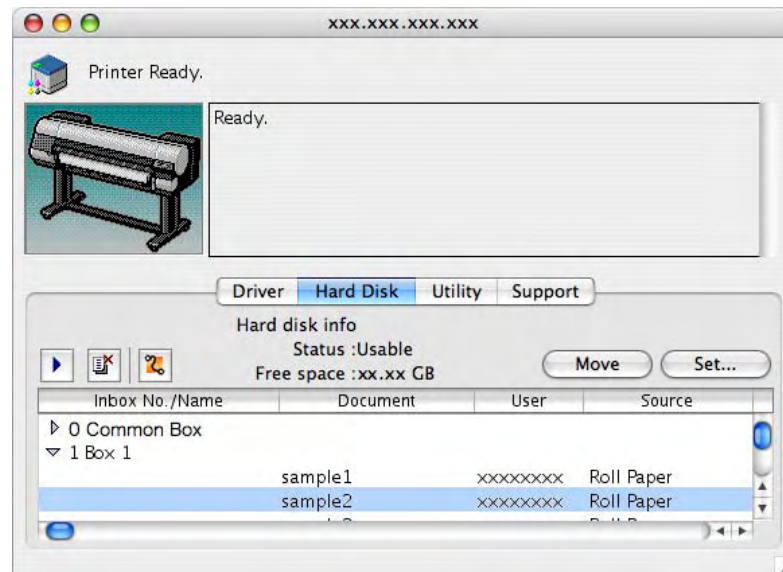 xxx.xxx.xxx.xxx
Printer Ready.
Ready.
Driver Hard Disk Utility Support
Hard disk info
Status :Usable
Free space :xx.xx GB
Move Set...
Inbox No./Name Document User Source
0 Common Box
1 Box 1
sample1 xxxxxxxx Roll Paper
sample2 xxxxxxxx Roll Paper